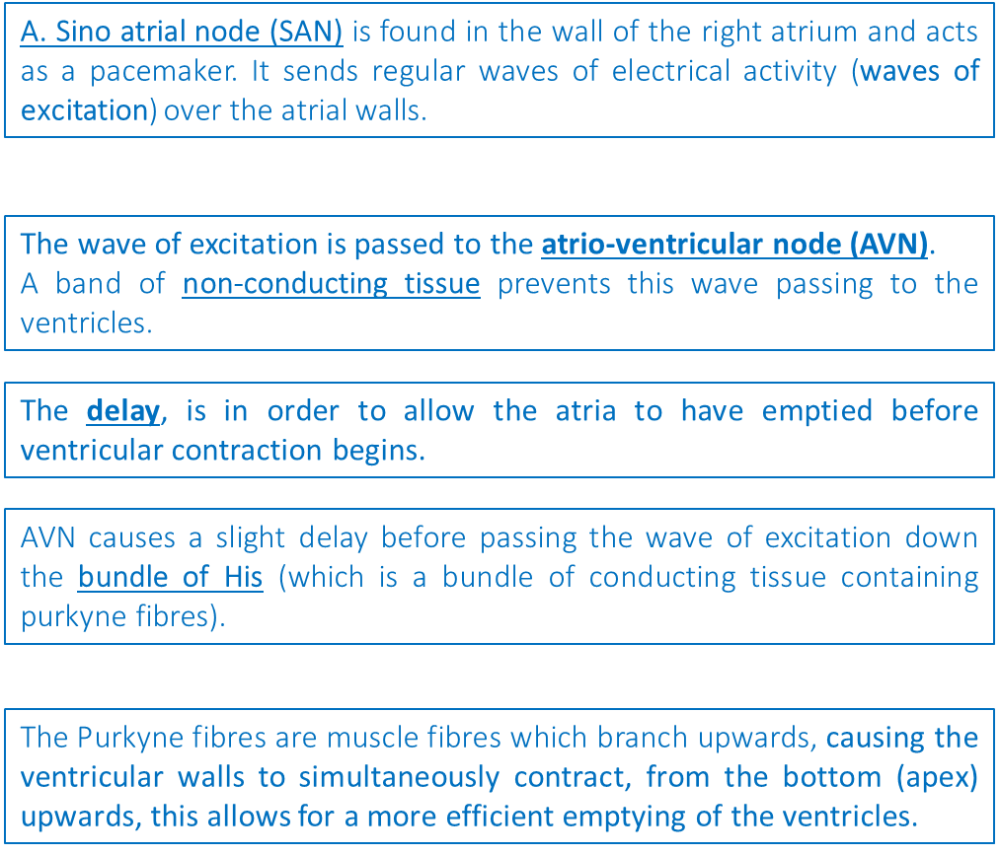 A. Sino atrial node (SAN) is found in the wall of the right atrium and acts
as a pacemaker. It sends regular waves of electrical activity (waves of
excitation) over the atrial walls.
The wave of excitation is passed to the atrio-ventricular node (AVN).
A band of non-conducting tissue prevents this wave passing to the
ventricles.
The delay, is in order to allow the atria to have emptied before
ventricular contraction begins.
AVN causes a slight delay before passing the wave of excitation down
the bundle of His (which is a bundle of conducting tissue containing
purkyne fibres).
The Purkyne fibres are muscle fibres which branch upwards, causing the
ventricular walls to simultaneously contract, from the bottom (apex)
upwards, this allows for a more efficient emptying of the ventricles.